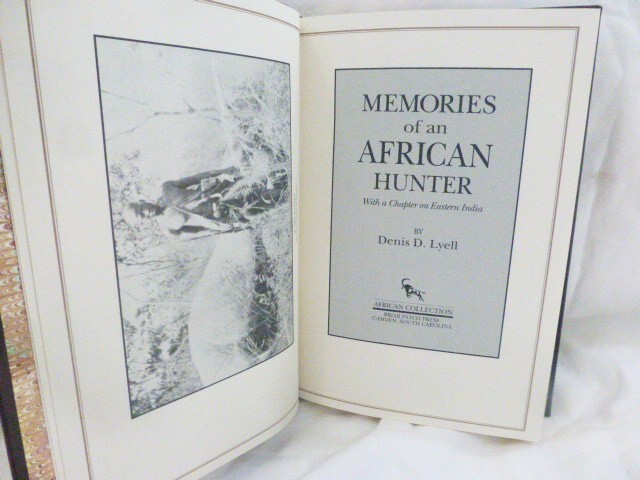 MEMORIES
of an
AFRICAN
HUNTER
With a Chapter on Eastern India
BY
Denis D. Lyell
AFRICAN COLLECTION
BRIAR PATCH PRESS
CAMDEN, SOUTH CAROLINA